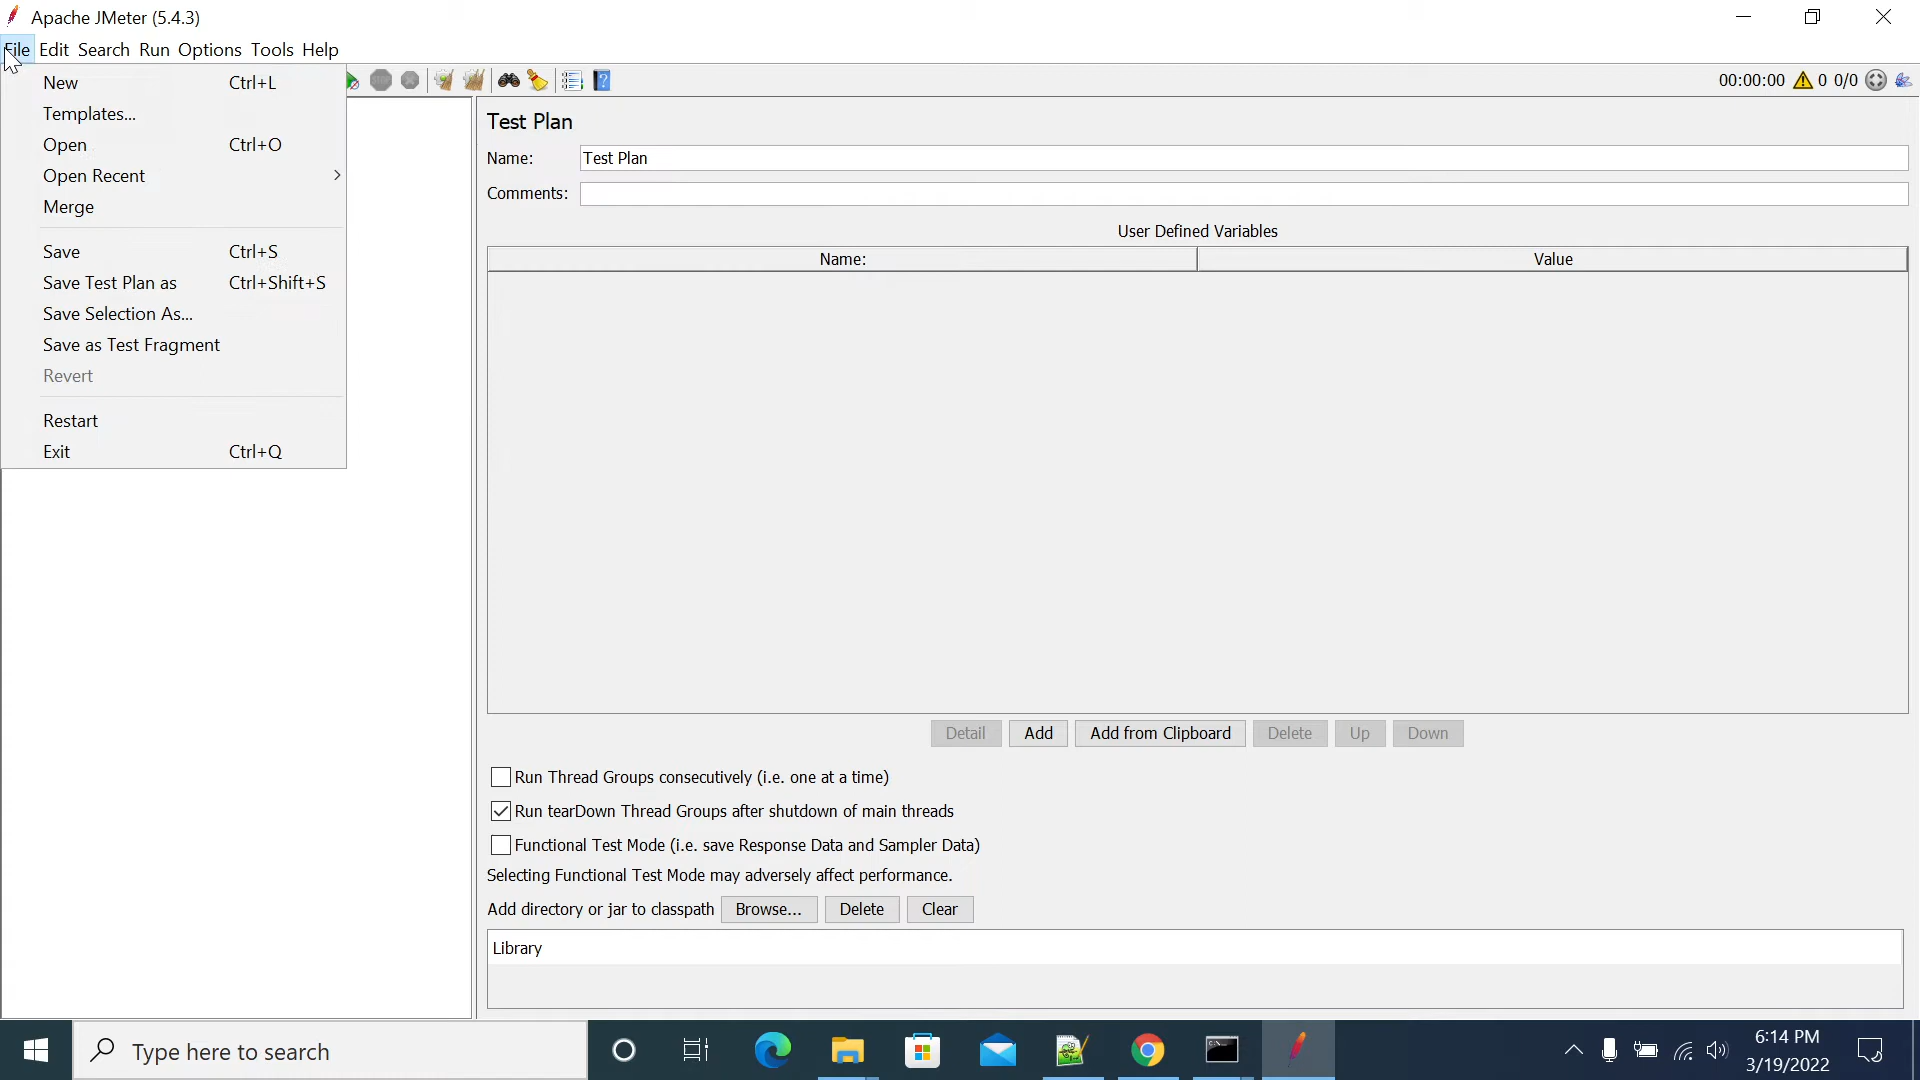 Apache JMeter (5.4.3)
File Edit Search Run Options Tools Help
New Ctrl+L
Templates...
Open Ctrl+O
Open Recent
Merge
Save Ctrl+S
Save Test Plan as Ctrl+Shift+S
Save Selection As...
Save as Test Fragment
Revert
Restart
Exit Ctrl+Q
00:00:00 0 0/0
Test Plan
Name: Test Plan
Comments:
User Defined Variables
Name: Value
Detail Add Add from Clipboard Delete Up Down
Run Thread Groups consecutively (i.e. one at a time)
Run tearDown Thread Groups after shutdown of main threads
Functional Test Mode (i.e. save Response Data and Sampler Data)
Selecting Functional Test Mode may adversely affect performance.
Add directory or jar to classpath Browse... Delete Clear
Library
Type here to search
6:14 PM
3/19/2022